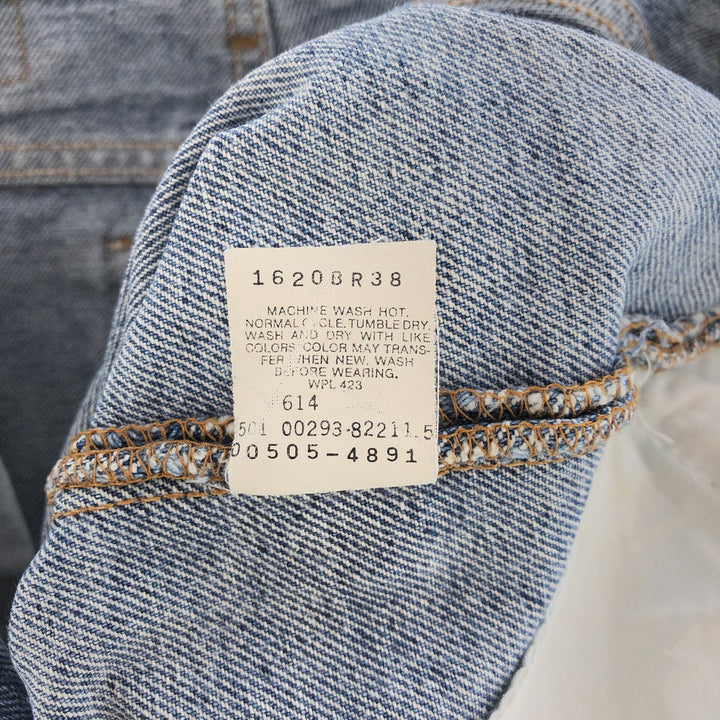 16208R38
MACHINE WASH HOT.
NORMAL CYCLE. TUMBLE DRY.
WASH AND DRY WITH LIKE
COLORS COLOR MAY TRANS-
FER WHEN NEW. WASH
BEFORE WEARING.
WPL 423
614
501 00293-82211.5
00505-4891